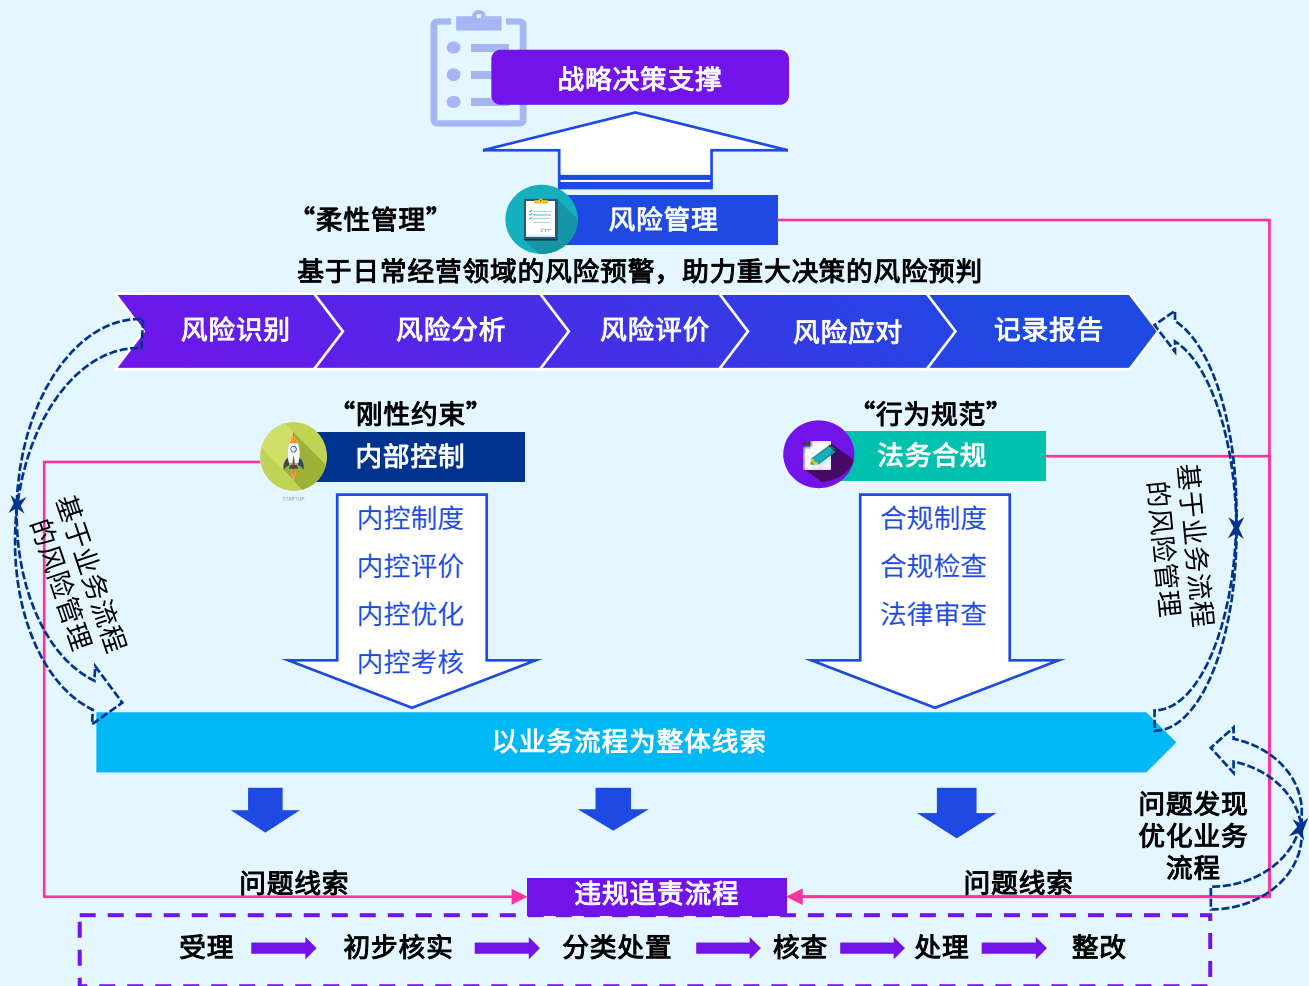 战略决策支撑
“柔性管理”
风险管理
基于日常经营领域的风险预警，助力重大决策的风险预判
风险识别
风险分析
风险评价
风险应对
记录报告
“刚性约束”
内部控制
STARTUP
“行为规范”
法务合规
内控制度
内控评价
内控优化
内控考核
合规制度
合规检查
法律审查
基于业务流程
的风险管理
基于业务流程
的风险管理
以业务流程为整体线索
问题发现
优化业务
流程
问题线索
违规追责流程
问题线索
受理
初步核实
分类处置
核查
处理
整改